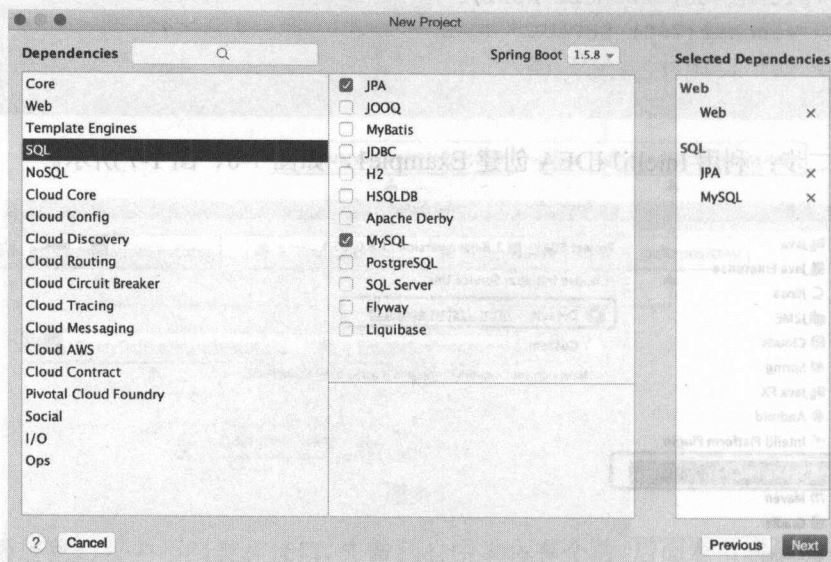 New Project
Dependencies
Spring Boot 1.5.8
Selected Dependencies
Core
Web
Template Engines
SQL
NoSQL
Cloud Core
Cloud Config
Cloud Discovery
Cloud Routing
Cloud Circuit Breaker
Cloud Tracing
Cloud Messaging
Cloud AWS
Cloud Contract
Pivotal Cloud Foundry
Social
I/O
Ops
JPA
JOOQ
MyBatis
JDBC
H2
HSQLDB
Apache Derby
MySQL
PostgreSQL
SQL Server
Flyway
Liquibase
Web
Web ×
SQL
JPA ×
MySQL ×
? Cancel
Previous Next